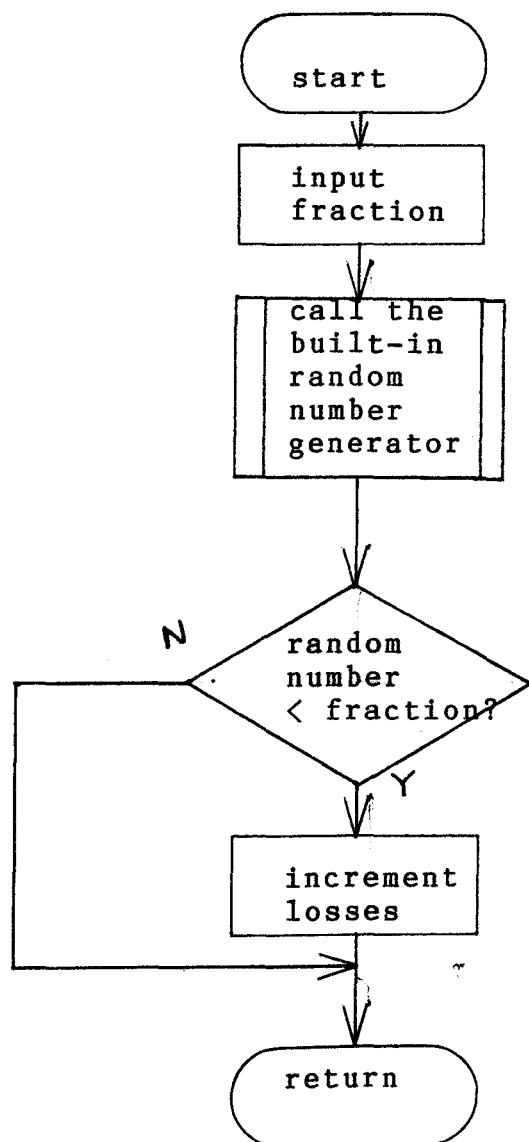 start
input
fraction
call the
built-in
random
number
generator
N
random
number
< fraction?
Y
increment
losses
return